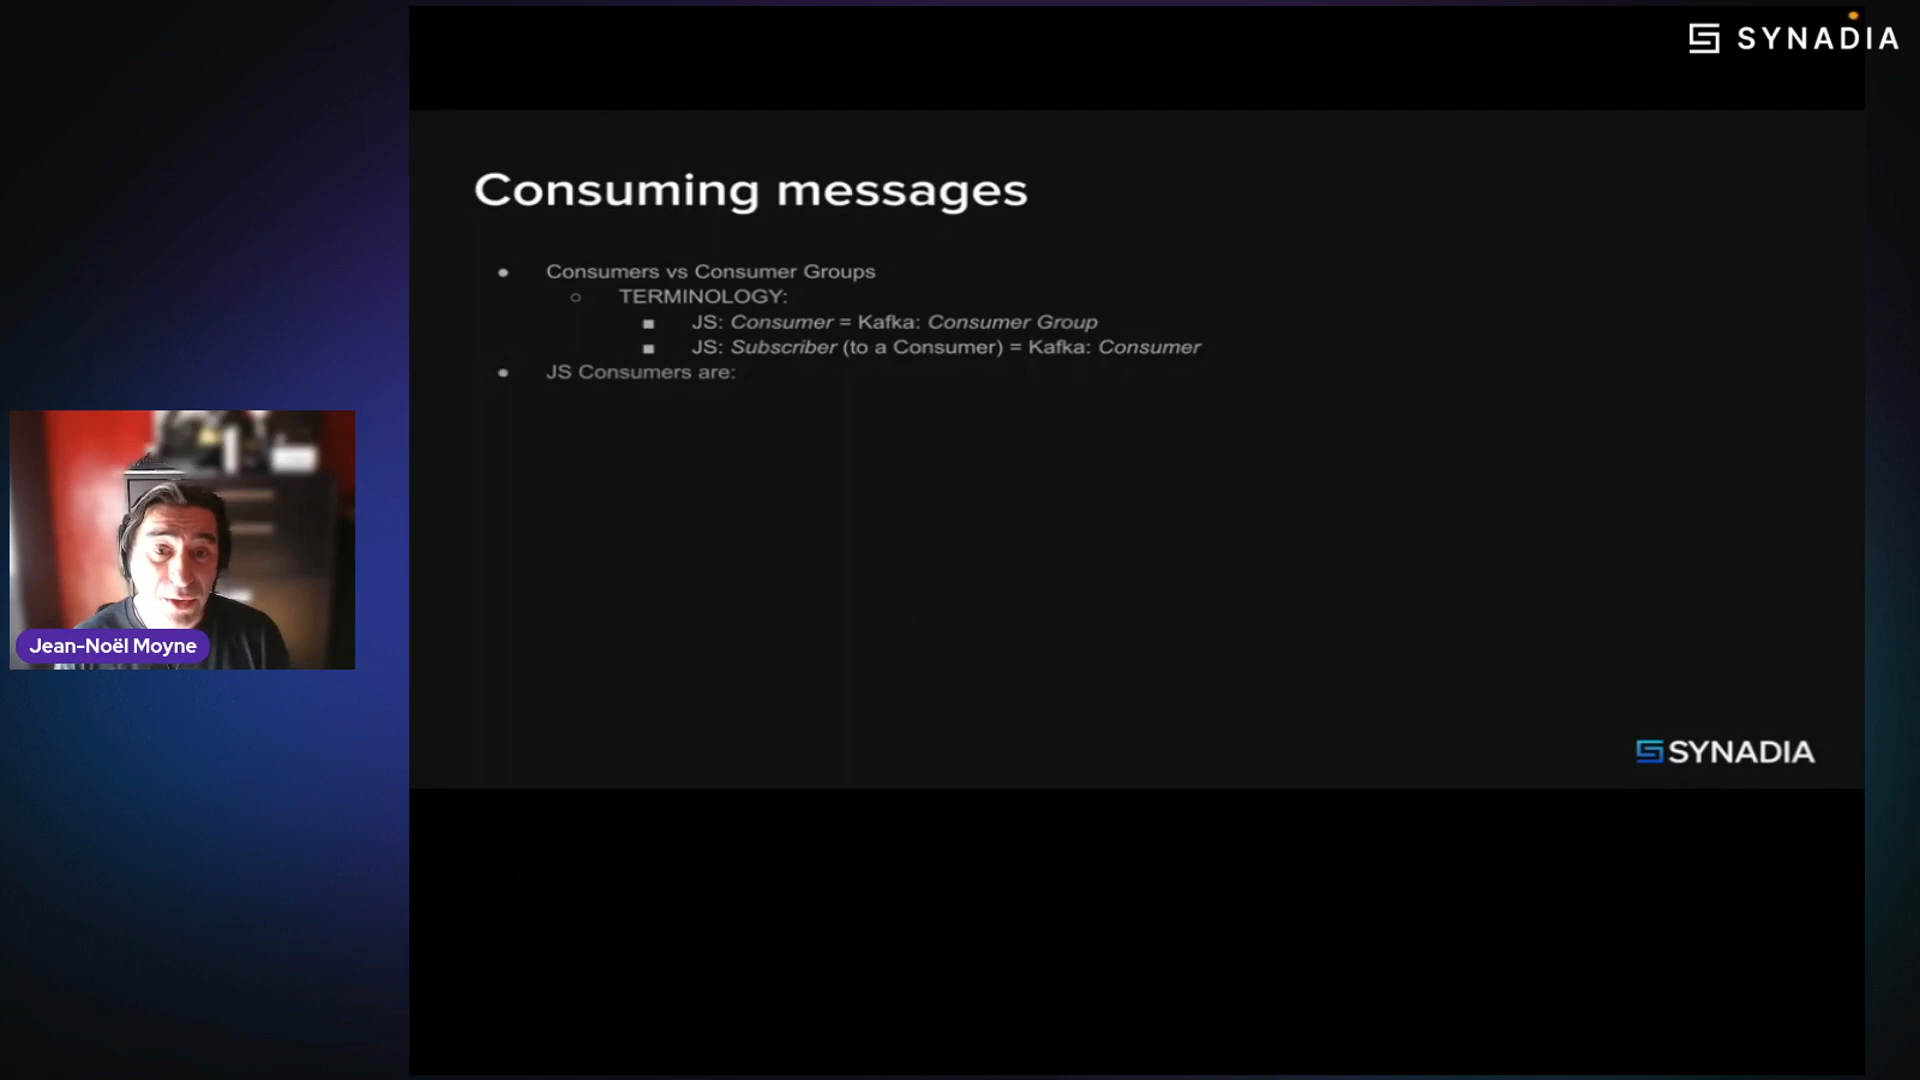 SYNADIA
Consuming messages
● Consumers vs Consumer Groups
○ TERMINOLOGY:
■ JS: Consumer = Kafka: Consumer Group
■ JS: Subscriber (to a Consumer) = Kafka: Consumer
● JS Consumers are:
Jean-Noël Moyne
SYNADIA